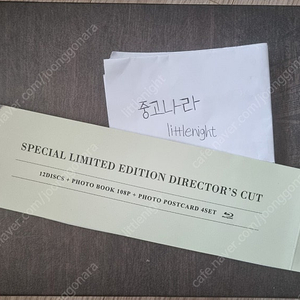 중고나라
littlenight
SPECIAL LIMITED EDITION DIRECTOR'S CUT
12DISCS + PHOTO BOOK 108P + PHOTO POSTCARD 4SET